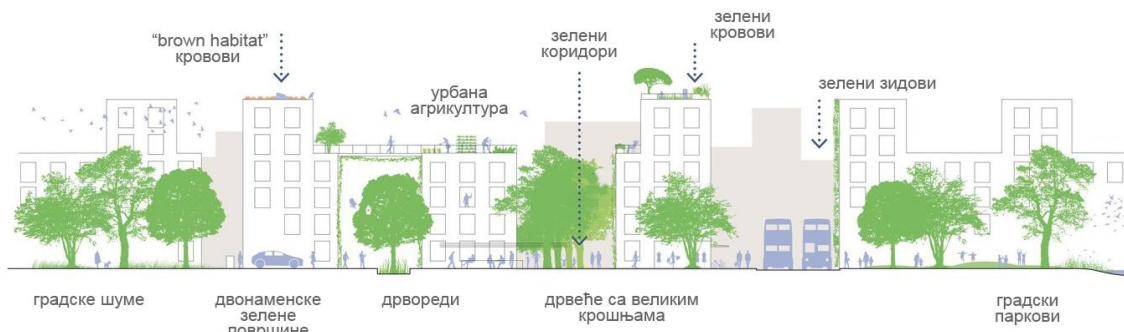 “brown habitat”
кровови
урбана
агрикултура
зелени
коридори
зелени
кровови
зелени зидови
градске шуме
двонаменске
зелене
површине
дрвореди
дрвеће са великим
крошњама
градски
паркови